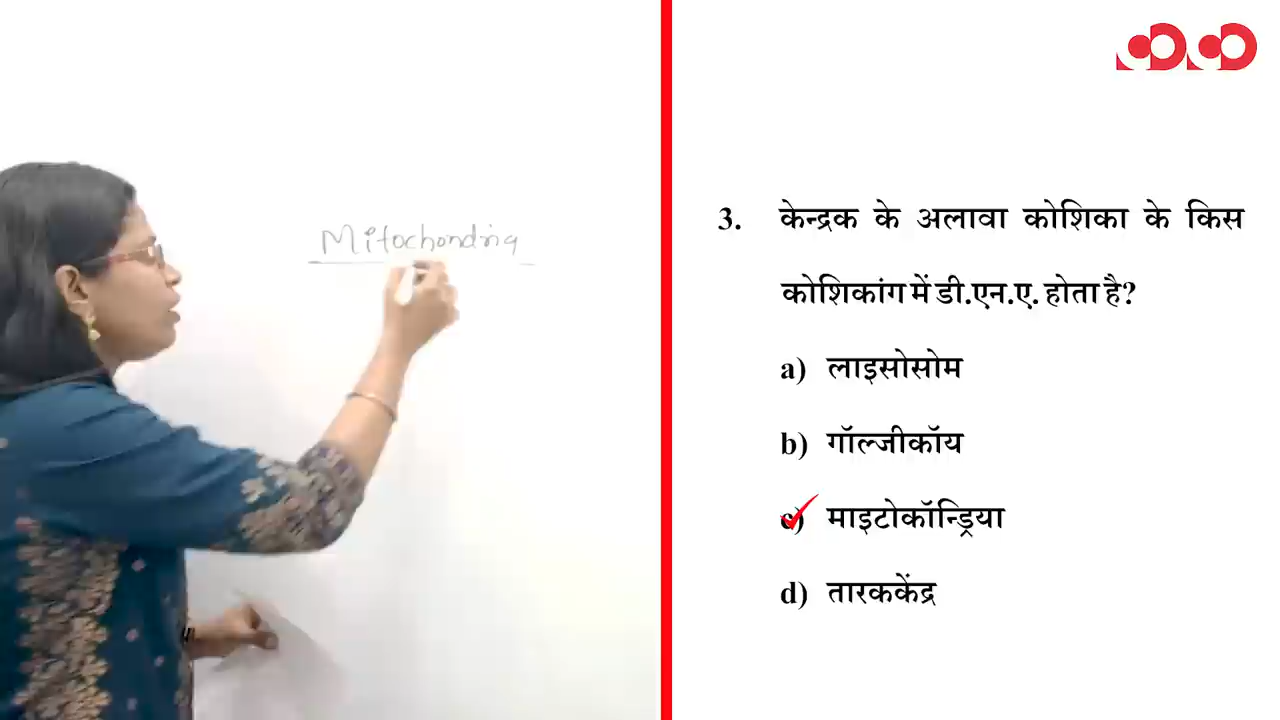 Mitochondria
3. केन्द्रक के अलावा कोशिका के किस
कोशिकांग में डी.एन.ए. होता है?
a) लाइसोसोम
b) गॉल्जीकॉय
c) माइटोकॉन्ड्रिया
d) तारककेंद्र